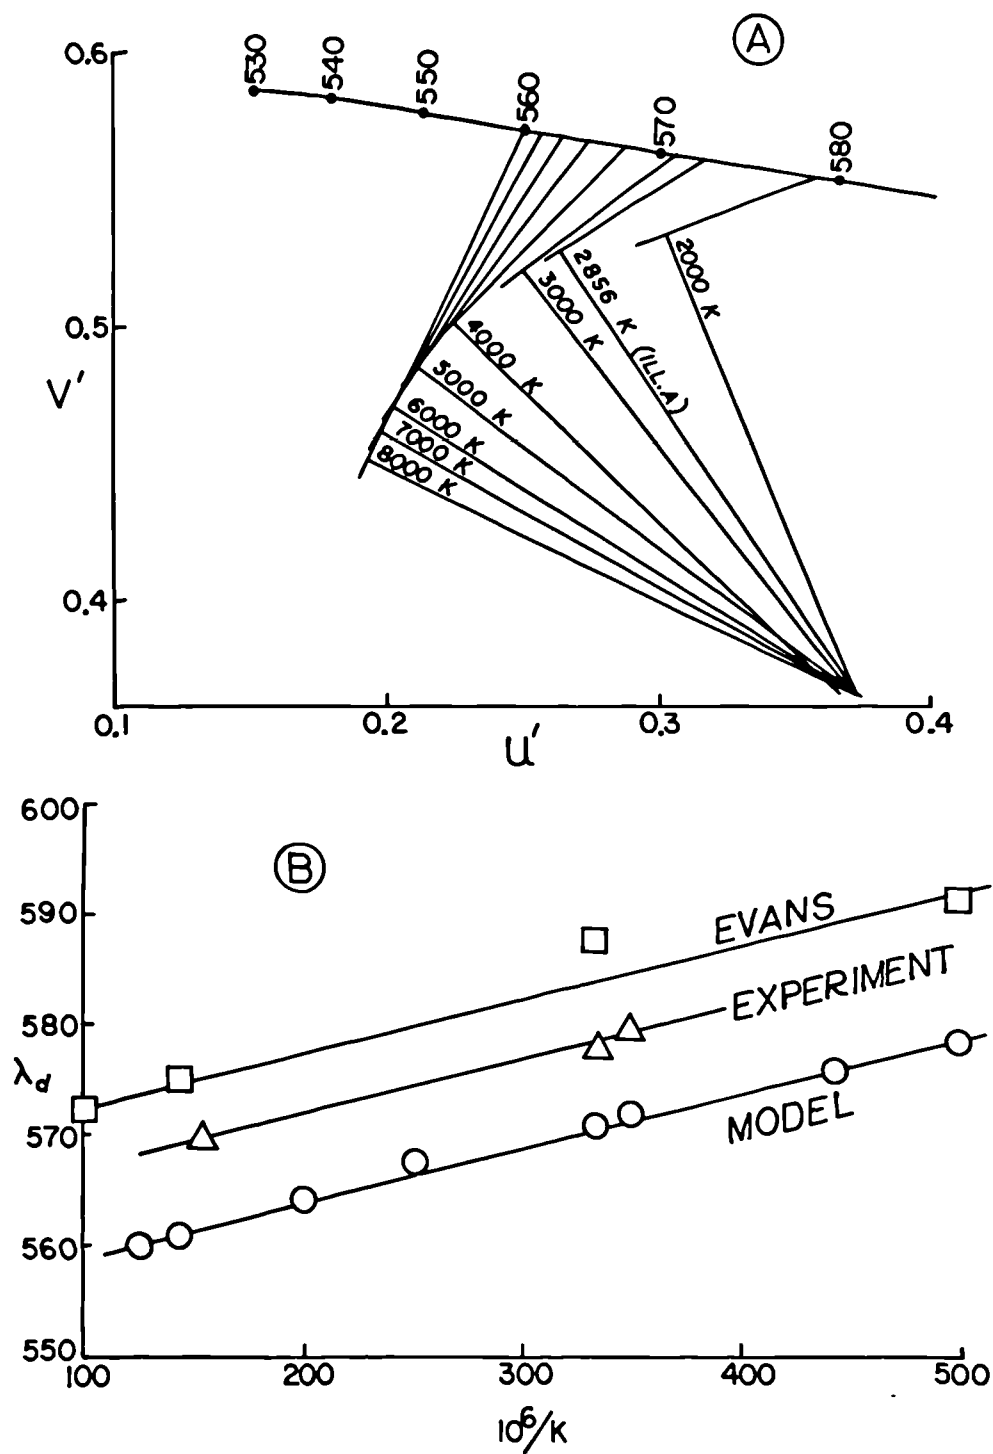 A
0.6
530
540
550
560
570
580
0.5
V'
0.4
2000 K
2856 K (ILL.A)
3000 K
4000 K
5000 K
6000 K
7000 K
8000 K
0.1
0.2
0.3
0.4
U'
B
600
590
580
λd
570
560
550
EVANS
EXPERIMENT
MODEL
100
200
300
400
500
10⁶/K